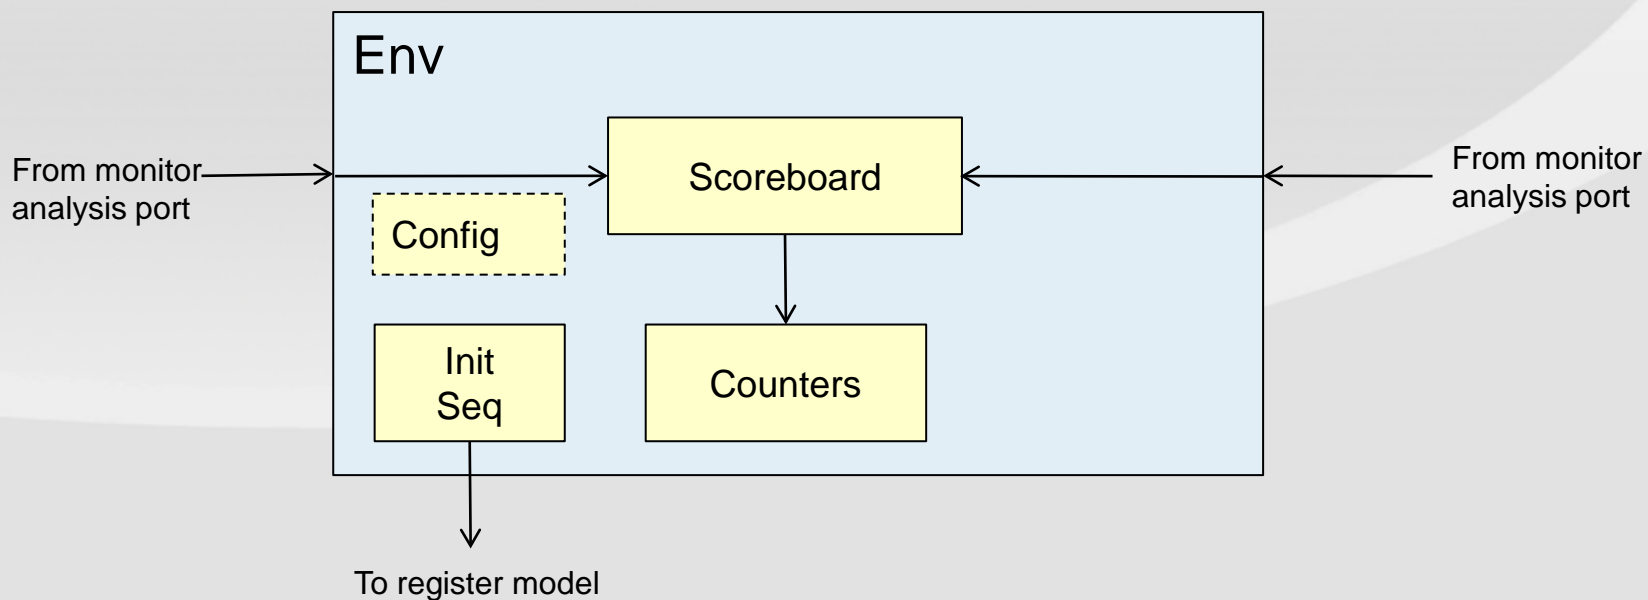 Env
From monitor
analysis port
Scoreboard
From monitor
analysis port
Config
Init
Seq
Counters
To register model